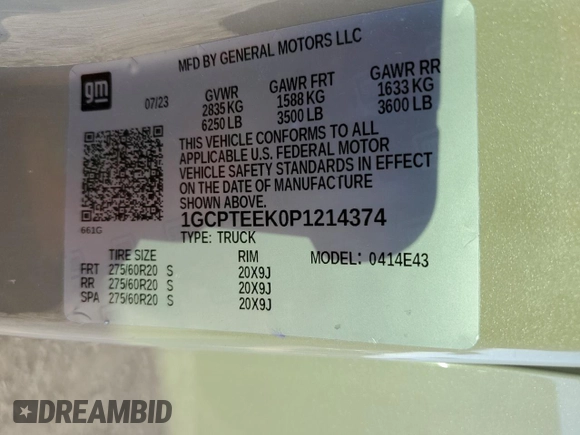 MFD BY GENERAL MOTORS LLC
gm
07/23
GVWR GAWR FRT GAWR RR
2835 KG 1588 KG 1633 KG
6250 LB 3500 LB 3600 LB
THIS VEHICLE CONFORMS TO ALL
APPLICABLE U.S. FEDERAL MOTOR
VEHICLE SAFETY STANDARDS IN EFFECT
ON THE DATE OF MANUFACTURE
SHOWN ABOVE.
661G
1GCPTEEK0P1214374
TYPE: TRUCK
TIRE SIZE RIM MODEL: 0414E43
FRT 275/60R20 S 20X9J
RR 275/60R20 S 20X9J
SPA 275/60R20 S 20X9J
DREAMBID